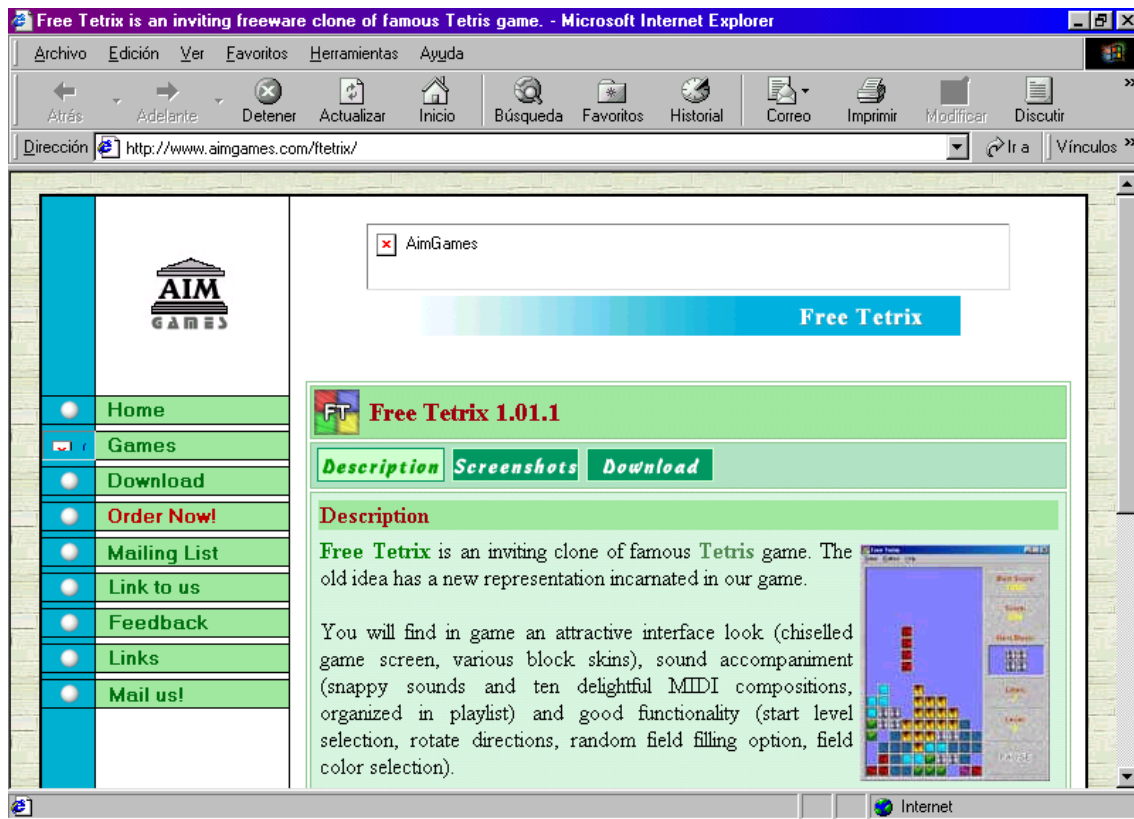 Free Tetrix is an inviting freeware clone of famous Tetris game. - Microsoft Internet Explorer
Archivo Edición Ver Favoritos Herramientas Ayuda
Atrás Adelante Detener Actualizar Inicio Búsqueda Favoritos Historial Correo Imprimir Modificar Discutir »
Dirección http://www.aimgames.com/ftetrix/ Ir a Vínculos »
AimGames
AIM
GAMES
Free Tetrix
Home
Games
Download
Order Now!
Mailing List
Link to us
Feedback
Links
Mail us!
FT Free Tetrix 1.01.1
Description Screenshots Download
Description
Free Tetrix is an inviting clone of famous Tetris game. The
old idea has a new representation incarnated in our game.
You will find in game an attractive interface look (chiselled
game screen, various block skins), sound accompaniment
(snappy sounds and ten delightful MIDI compositions,
organized in playlist) and good functionality (start level
selection, rotate directions, random field filling option, field
color selection).
Free Tetrix
Internet